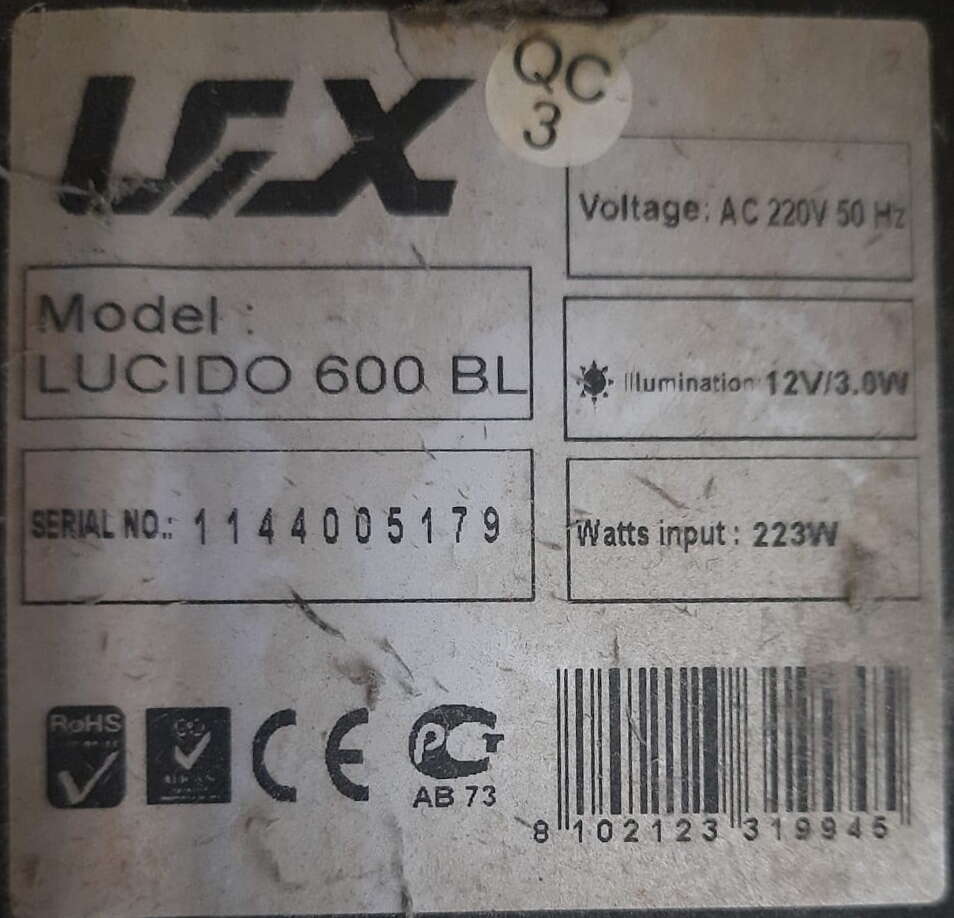 LEX
QC
3
Voltage: AC 220V 50 Hz
Model :
LUCIDO 600 BL
Illumination 12V/3.0W
SERIAL NO.: 1144005179
Watts input : 223W
RoHS
CE
РСТ
AB 73
8 102123 319945